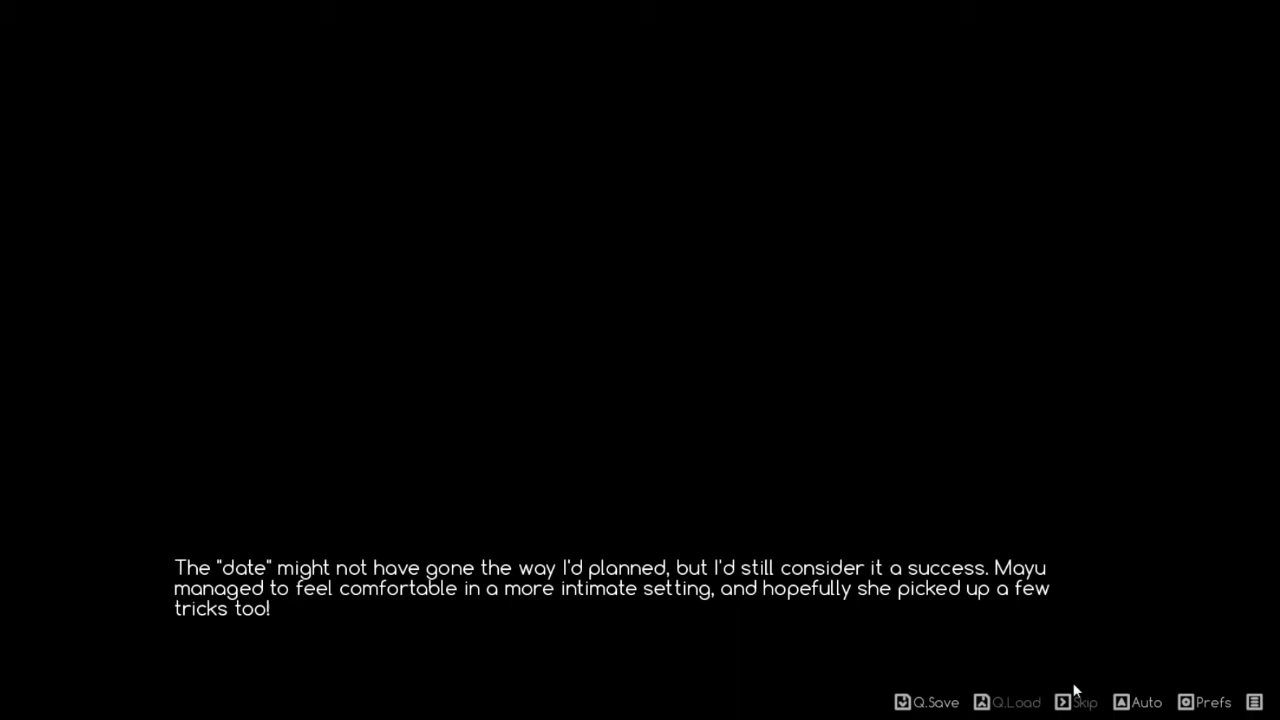 The "date" might not have gone the way I'd planned, but I'd still consider it a success. Mayu
managed to feel comfortable in a more intimate setting, and hopefully she picked up a few
tricks too!
Q.Save Q.Load Skip Auto Prefs